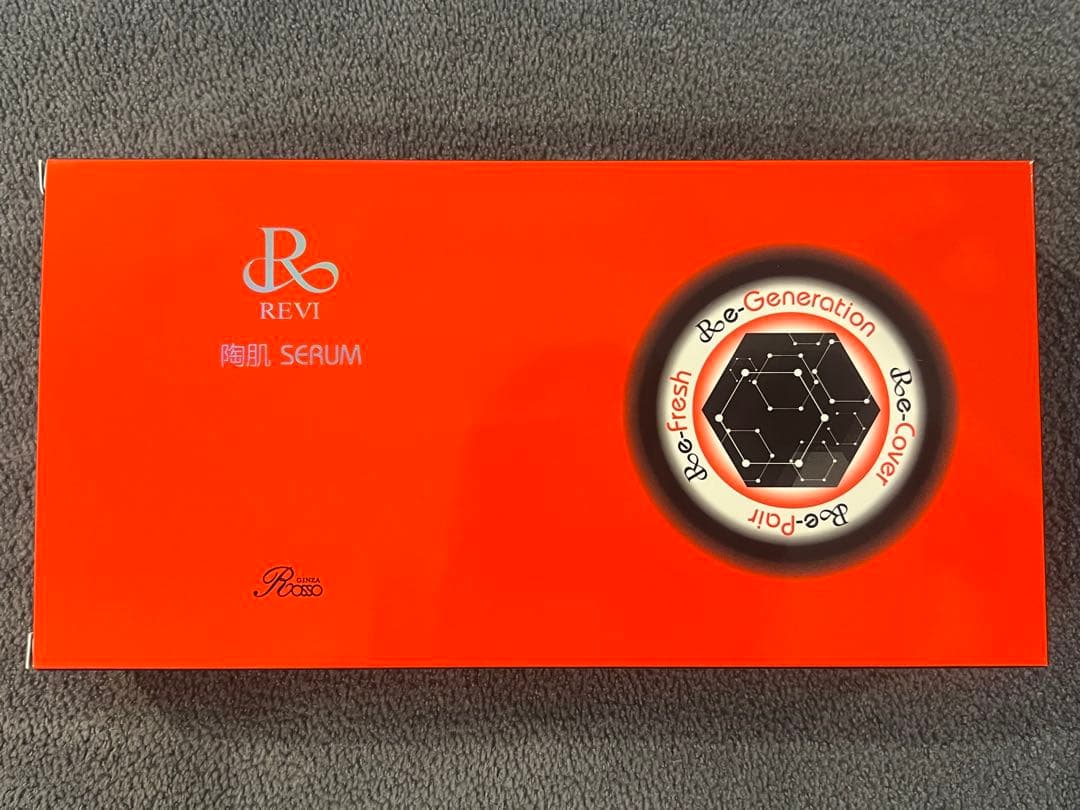 R
REVI
陶肌 SERUM
GINZA
Rosso
Re-Generation
Re-Cover
Re-Pair
Re-Fresh